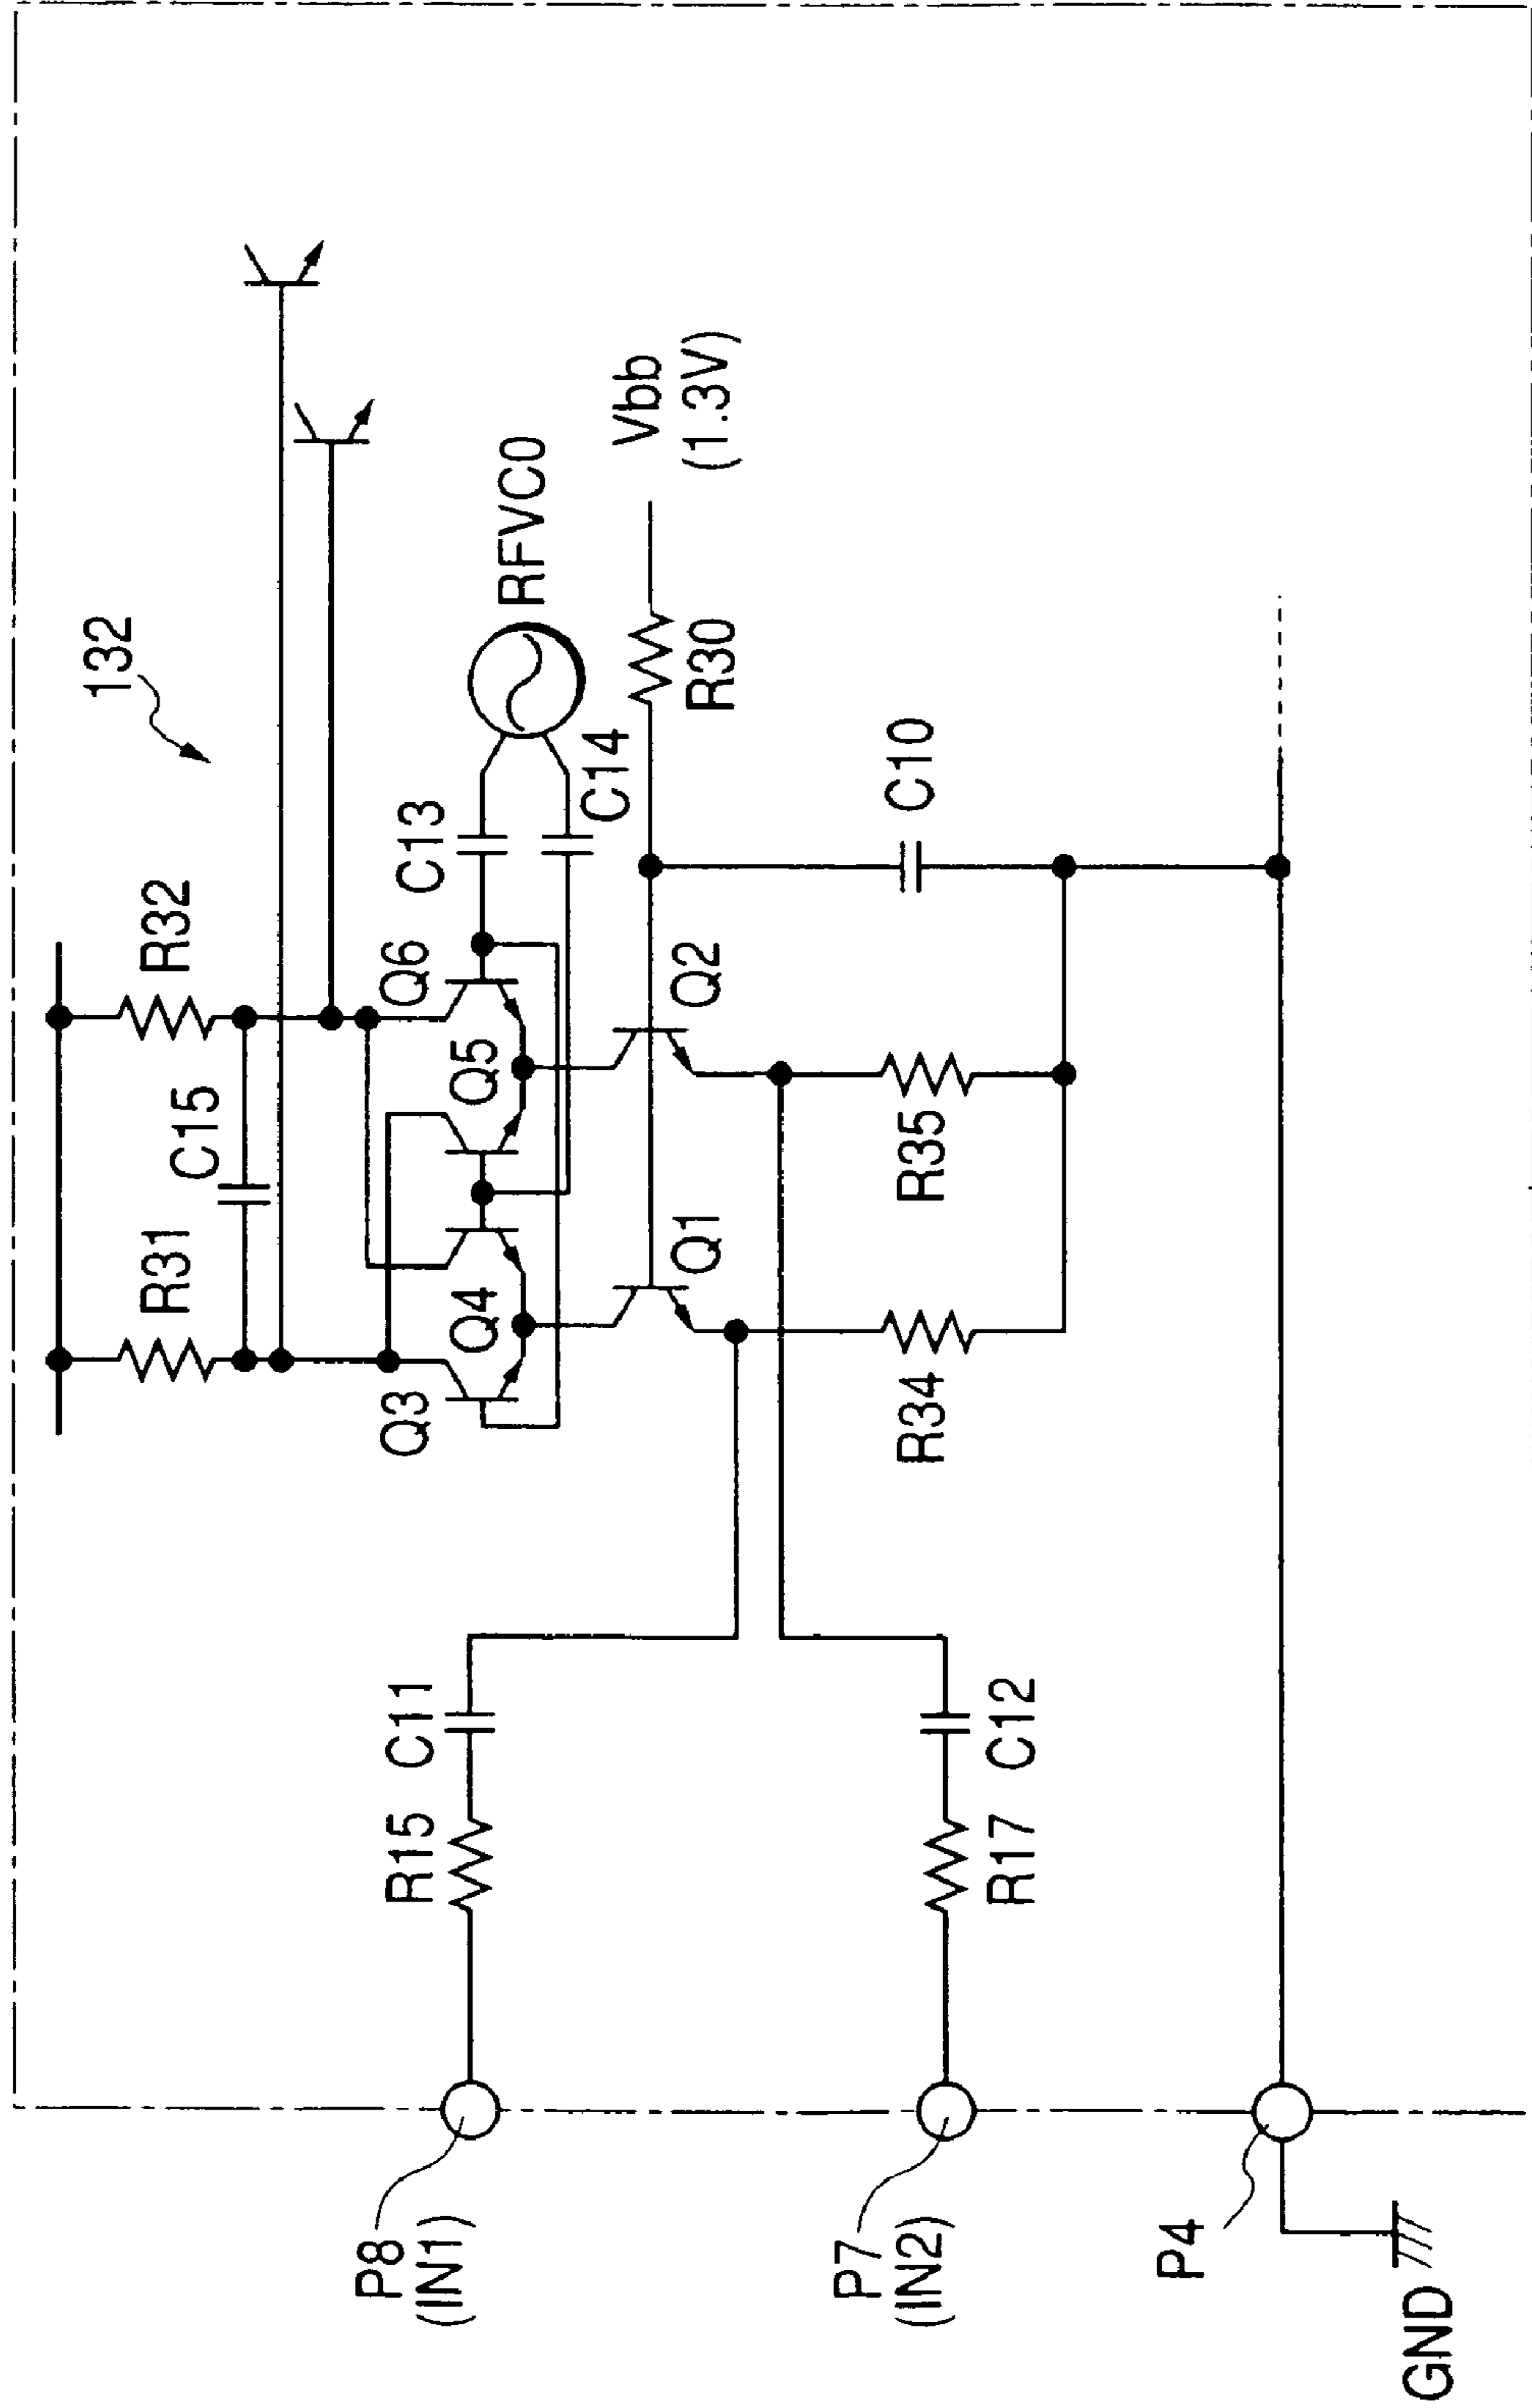 132
R31
C15
R32
Q3
Q4
Q5
Q6
C13
C14
RFVCO
Vbb
(1.3V)
R30
Q1
Q2
C10
R34
R35
P8
(IN1)
R15
C11
P7
(IN2)
R17
C12
P4
GND